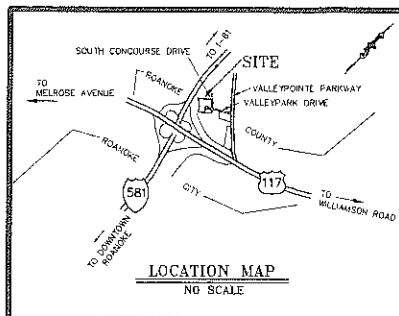 TO I-81
SOUTH CONCOURSE DRIVE
SITE
TO
MELROSE AVENUE
ROANOKE
VALLEYPOINTE PARKWAY
VALLEYPARK DRIVE
COUNTY
ROANOKE
CITY
581
117
TO
WILLIAMSON ROAD
TO DOWNTOWN
ROANOKE
LOCATION MAP
NO SCALE